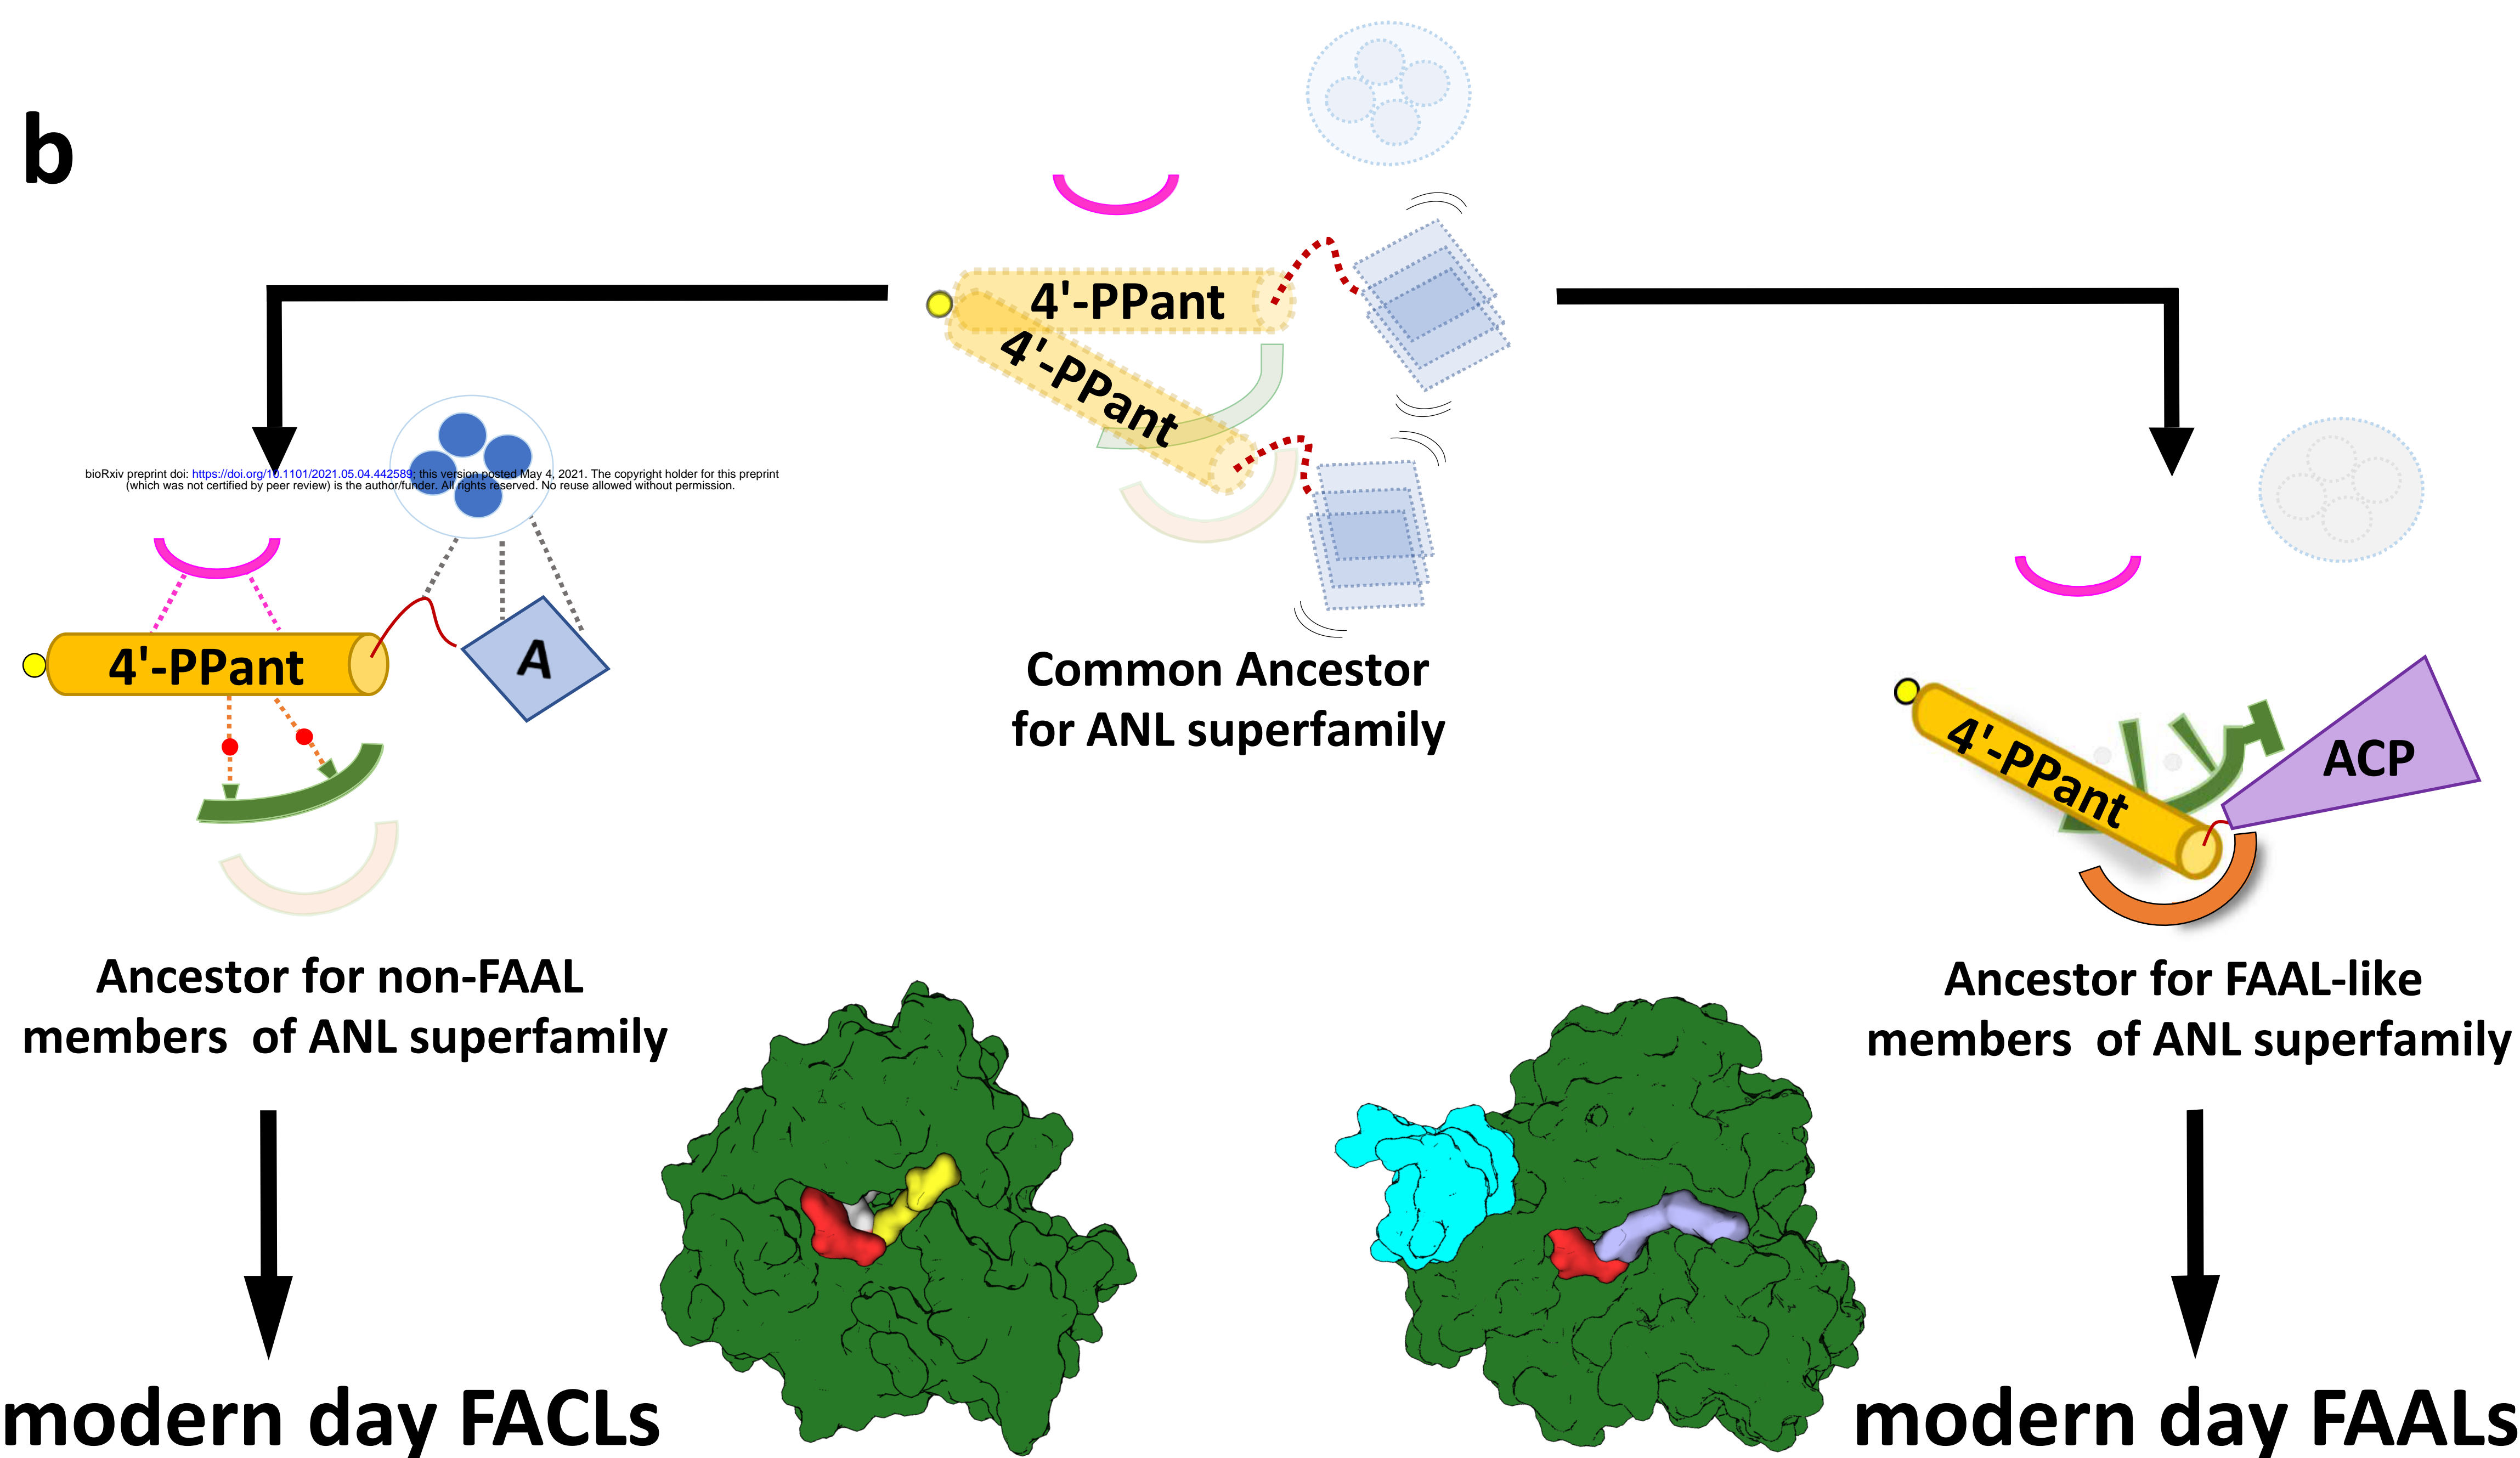 b
4'-PPant
4'-PPant
bioRxiv preprint doi: https://doi.org/10.1101/2021.05.04.442589; this version posted May 4, 2021. The copyright holder for this preprint
(which was not certified by peer review) is the author/funder. All rights reserved. No reuse allowed without permission.
4'-PPant
A
Common Ancestor
for ANL superfamily
4'-PPant
ACP
Ancestor for non-FAAL
members of ANL superfamily
Ancestor for FAAL-like
members of ANL superfamily
modern day FACLs
modern day FAALs